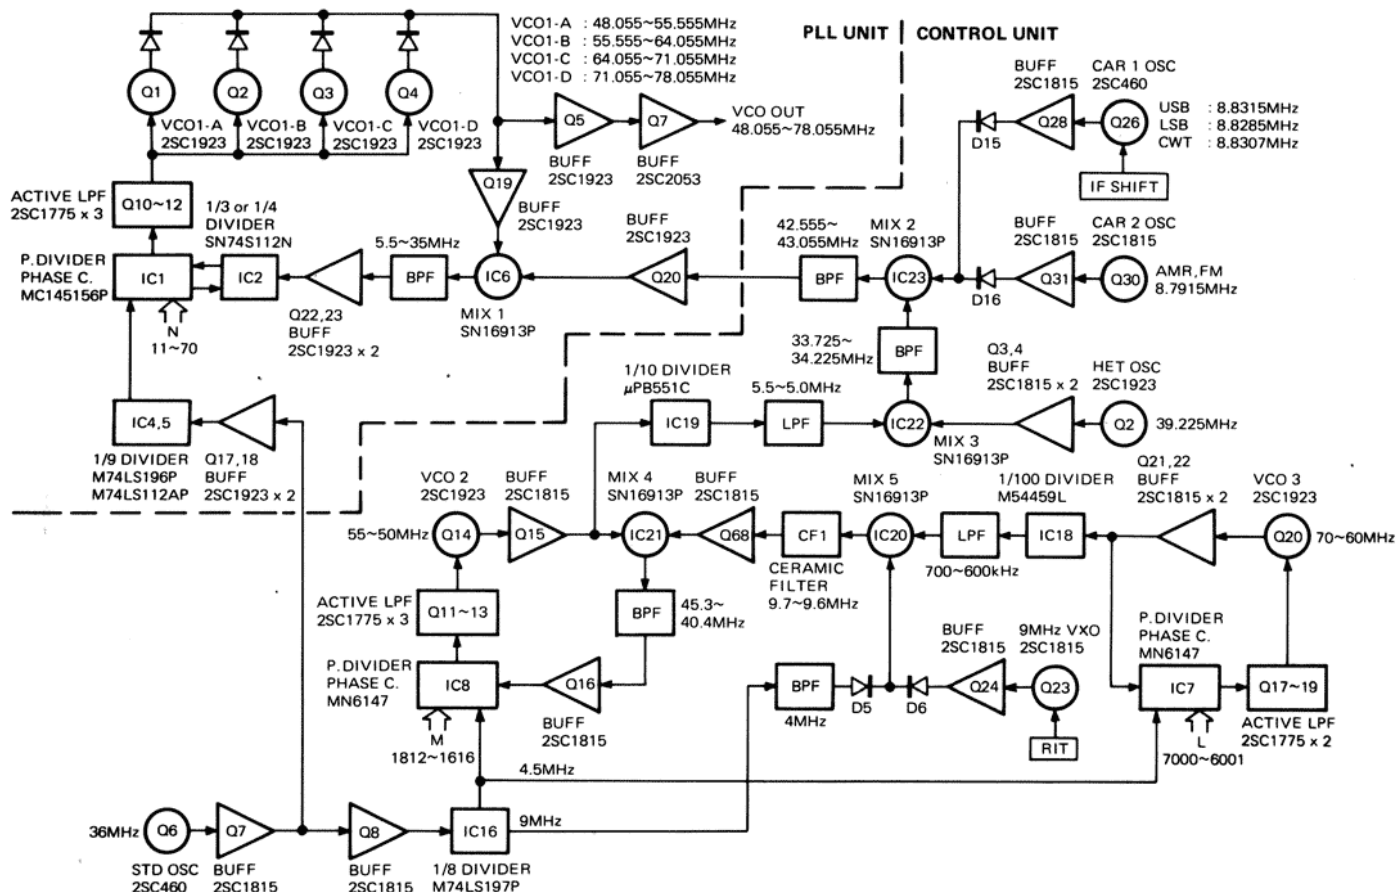 VCO1-A : 48.055~55.555MHz
VCO1-B : 55.555~64.055MHz
VCO1-C : 64.055~71.055MHz
VCO1-D : 71.055~78.055MHz
PLL UNIT
CONTROL UNIT
Q1
Q2
Q3
Q4
VCO1-A
2SC1923
VCO1-B
2SC1923
VCO1-C
2SC1923
VCO1-D
2SC1923
Q5
BUFF
2SC1923
Q7
BUFF
2SC2053
VCO OUT
48.055~78.055MHz
BUFF
2SC1815
Q28
D15
CAR 1 OSC
2SC460
Q26
USB : 8.8315MHz
LSB : 8.8285MHz
CWT : 8.8307MHz
IF SHIFT
ACTIVE LPF
2SC1775 x 3
Q10~12
1/3 or 1/4
DIVIDER
SN74S112N
P.DIVIDER
PHASE C.
MC145156P
IC1
IC2
N
11~70
Q22,23
BUFF
2SC1923 x 2
5.5~35MHz
BPF
Q19
BUFF
2SC1923
IC6
MIX 1
SN16913P
BUFF
2SC1923
Q20
42.555~
43.055MHz
BPF
MIX 2
SN16913P
IC23
D16
BUFF
2SC1815
Q31
CAR 2 OSC
2SC1815
Q30
AMR,FM
8.7915MHz
33.725~
34.225MHz
BPF
1/10 DIVIDER
μPB551C
IC19
5.5~5.0MHz
LPF
IC22
MIX 3
SN16913P
Q3,4
BUFF
2SC1815 x 2
HET OSC
2SC1923
Q2
39.225MHz
IC4,5
1/9 DIVIDER
M74LS196P
M74LS112AP
Q17,18
BUFF
2SC1923 x 2
VCO 2
2SC1923
55~50MHz
Q14
BUFF
2SC1815
Q15
MIX 4
SN16913P
IC21
BUFF
2SC1815
Q68
CF1
CERAMIC
FILTER
9.7~9.6MHz
MIX 5
SN16913P
IC20
LPF
700~600kHz
1/100 DIVIDER
M54459L
IC18
Q21,22
BUFF
2SC1815 x 2
VCO 3
2SC1923
Q20
70~60MHz
ACTIVE LPF
2SC1775 x 3
Q11~13
BPF
45.3~
40.4MHz
P.DIVIDER
PHASE C.
MN6147
IC8
M
1812~1616
Q16
BUFF
2SC1815
BPF
4MHz
D5
D6
BUFF
2SC1815
Q24
9MHz VXO
2SC1815
Q23
RIT
P.DIVIDER
PHASE C.
MN6147
IC7
L
7000~6001
Q17~19
ACTIVE LPF
2SC1775 x 2
4.5MHz
36MHz
Q6
STD OSC
2SC460
Q7
BUFF
2SC1815
Q8
BUFF
2SC1815
IC16
1/8 DIVIDER
M74LS197P
9MHz